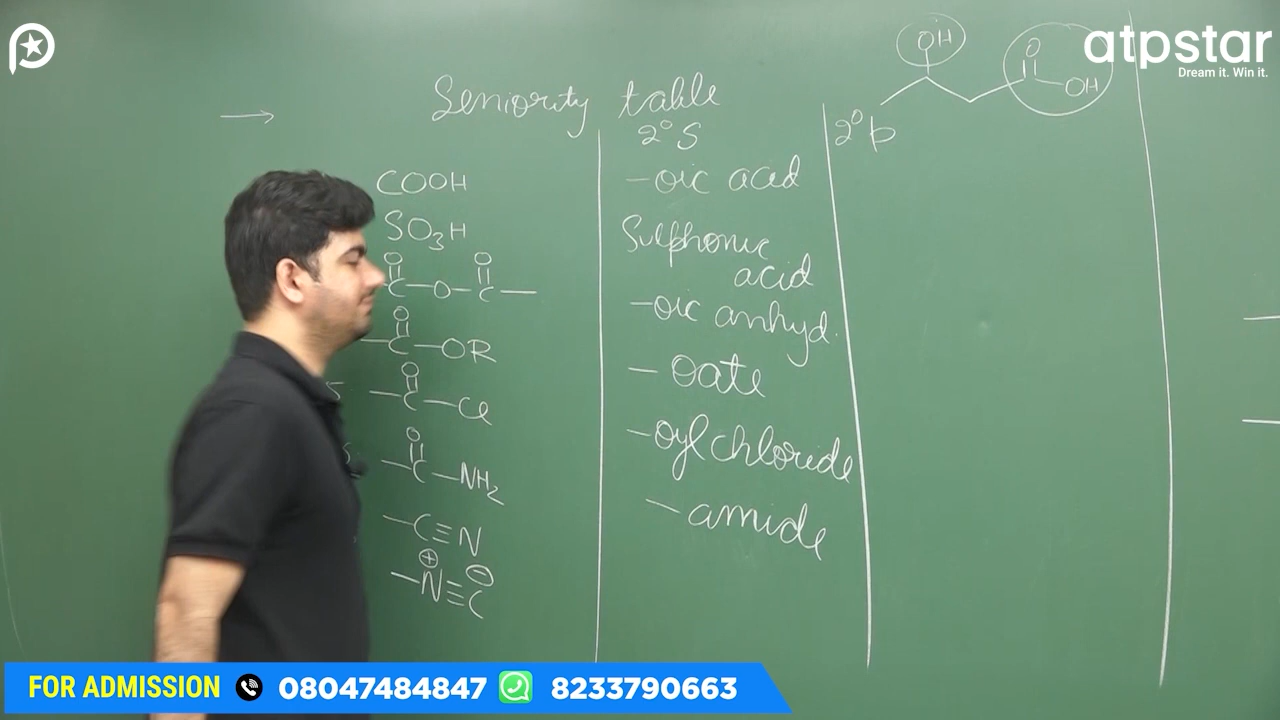 atpstar
Dream it. Win it.
OH
O
OH
→ Seniority table
2° S
2° p
COOH
-oic acid
SO₃H
Sulphonic
acid
O O
C-O-C-
-oic anhyd.
O
-C-OR
-oate
O
-C-Cl
-oyl chloride
O
-C-NH₂
-amide
-C≡N
⊕ ⊖
-N≡C
FOR ADMISSION 08047484847 8233790663